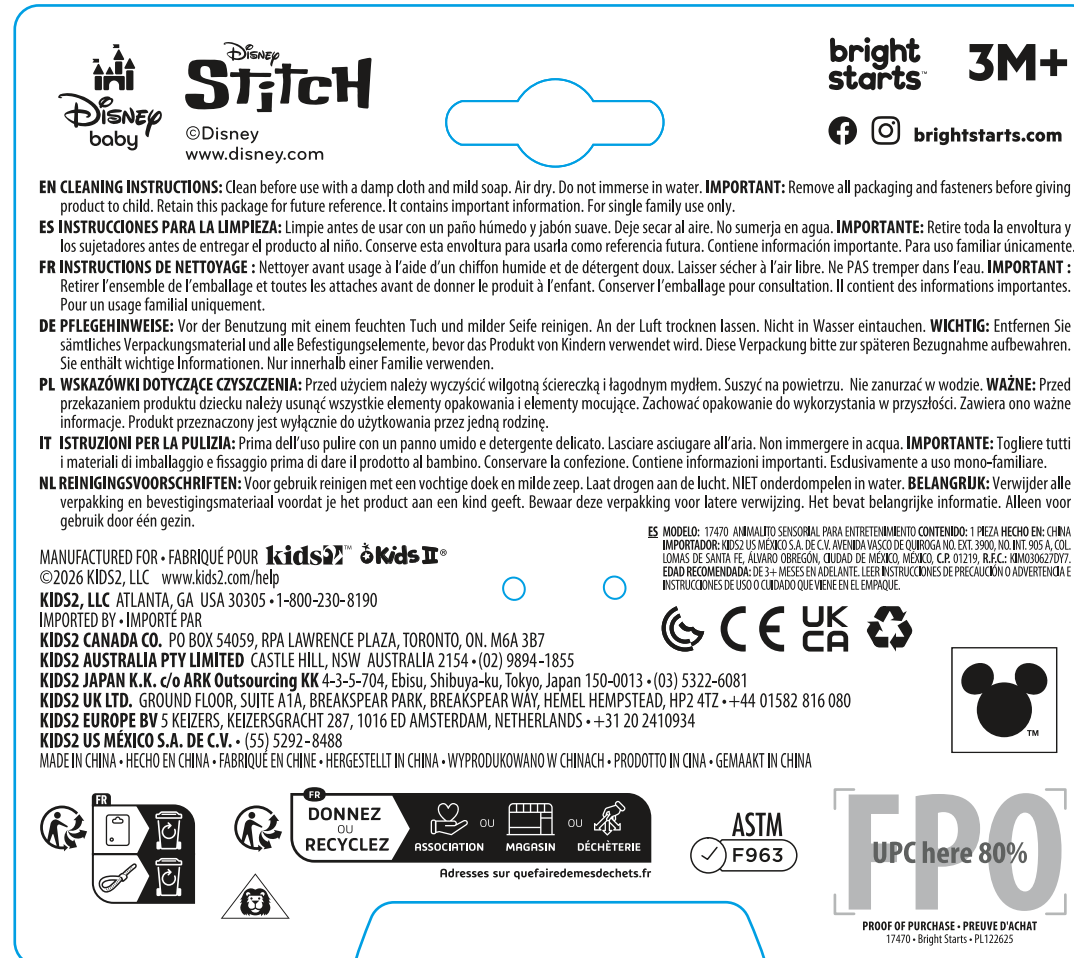 Disney
baby
Disney
STiTCH
©Disney
www.disney.com
bright
starts™
3M+
brightstarts.com
EN CLEANING INSTRUCTIONS: Clean before use with a damp cloth and mild soap. Air dry. Do not immerse in water. IMPORTANT: Remove all packaging and fasteners before giving
product to child. Retain this package for future reference. It contains important information. For single family use only.
ES INSTRUCCIONES PARA LA LIMPIEZA: Limpie antes de usar con un paño húmedo y jabón suave. Deje secar al aire. No sumerja en agua. IMPORTANTE: Retire toda la envoltura y
los sujetadores antes de entregar el producto al niño. Conserve esta envoltura para usarla como referencia futura. Contiene información importante. Para uso familiar únicamente.
FR INSTRUCTIONS DE NETTOYAGE : Nettoyer avant usage à l'aide d'un chiffon humide et de détergent doux. Laisser sécher à l'air libre. Ne PAS tremper dans l'eau. IMPORTANT :
Retirer l'ensemble de l'emballage et toutes les attaches avant de donner le produit à l'enfant. Conserver l'emballage pour consultation. Il contient des informations importantes.
Pour un usage familial uniquement.
DE PFLEGEHINWEISE: Vor der Benutzung mit einem feuchten Tuch und milder Seife reinigen. An der Luft trocknen lassen. Nicht in Wasser eintauchen. WICHTIG: Entfernen Sie
sämtliches Verpackungsmaterial und alle Befestigungselemente, bevor das Produkt von Kindern verwendet wird. Diese Verpackung bitte zur späteren Bezugnahme aufbewahren.
Sie enthält wichtige Informationen. Nur innerhalb einer Familie verwenden.
PL WSKAZÓWKI DOTYCZĄCE CZYSZCZENIA: Przed użyciem należy wyczyścić wilgotną ściereczką i łagodnym mydłem. Suszyć na powietrzu. Nie zanurzać w wodzie. WAŻNE: Przed
przekazaniem produktu dziecku należy usunąć wszystkie elementy opakowania i elementy mocujące. Zachować opakowanie do wykorzystania w przyszłości. Zawiera ono ważne
informacje. Produkt przeznaczony jest wyłącznie do użytkowania przez jedną rodzinę.
IT ISTRUZIONI PER LA PULIZIA: Prima dell'uso pulire con un panno umido e detergente delicato. Lasciare asciugare all'aria. Non immergere in acqua. IMPORTANTE: Togliere tutti
i materiali di imballaggio e fissaggio prima di dare il prodotto al bambino. Conservare la confezione. Contiene informazioni importanti. Esclusivamente a uso mono-familiare.
NL REINIGINGSVOORSCHRIFTEN: Voor gebruik reinigen met een vochtige doek en milde zeep. Laat drogen aan de lucht. NIET onderdompelen in water. BELANGRIJK: Verwijder alle
verpakking en bevestigingsmateriaal voordat je het product aan een kind geeft. Bewaar deze verpakking voor latere verwijzing. Het bevat belangrijke informatie. Alleen voor
gebruik door één gezin.
ES MODELO: 17470 ANIMALITO SENSORIAL PARA ENTRETENIMIENTO CONTENIDO: 1 PIEZA HECHO EN: CHINA
IMPORTADOR: KIDS2 US MÉXICO S.A. DE C.V. AVENIDA VASCO DE QUIROGA NO. EXT. 3900, NO. INT. 905 A, COL.
LOMAS DE SANTA FE, ÁLVARO OBREGÓN, CIUDAD DE MÉXICO, MÉXICO, C.P. 01219, R.F.C.: KIM030627DY7.
EDAD RECOMENDADA: DE 3+ MESES EN ADELANTE. LEER INSTRUCCIONES DE PRECAUCIÓN O ADVERTENCIA E
INSTRUCCIONES DE USO O CUIDADO QUE VIENE EN EL EMPAQUE.
MANUFACTURED FOR • FABRIQUÉ POUR kids2™ Kids II®
©2026 KIDS2, LLC www.kids2.com/help
KIDS2, LLC ATLANTA, GA USA 30305 • 1-800-230-8190
IMPORTED BY • IMPORTÉ PAR
KIDS2 CANADA CO. PO BOX 54059, RPA LAWRENCE PLAZA, TORONTO, ON. M6A 3B7
KIDS2 AUSTRALIA PTY LIMITED CASTLE HILL, NSW AUSTRALIA 2154 • (02) 9894-1855
KIDS2 JAPAN K.K. c/o ARK Outsourcing KK 4-3-5-704, Ebisu, Shibuya-ku, Tokyo, Japan 150-0013 • (03) 5322-6081
KIDS2 UK LTD. GROUND FLOOR, SUITE A1A, BREAKSPEAR PARK, BREAKSPEAR WAY, HEMEL HEMPSTEAD, HP2 4TZ • +44 01582 816 080
KIDS2 EUROPE BV 5 KEIZERS, KEIZERSGRACHT 287, 1016 ED AMSTERDAM, NETHERLANDS • +31 20 2410934
KIDS2 US MÉXICO S.A. DE C.V. • (55) 5292-8488
MADE IN CHINA • HECHO EN CHINA • FABRIQUÉ EN CHINE • HERGESTELLT IN CHINA • WYPRODUKOWANO W CHINACH • PRODOTTO IN CINA • GEMAAKT IN CHINA
CE
UK
CA
TM
FR
FR
DONNEZ
OU
RECYCLEZ
ASSOCIATION
OU
MAGASIN
OU
DÉCHÈTERIE
Adresses sur quefairedemesdechets.fr
ASTM
F963
FPO
UPC here 80%
PROOF OF PURCHASE • PREUVE D'ACHAT
17470 • Bright Starts • PL122625